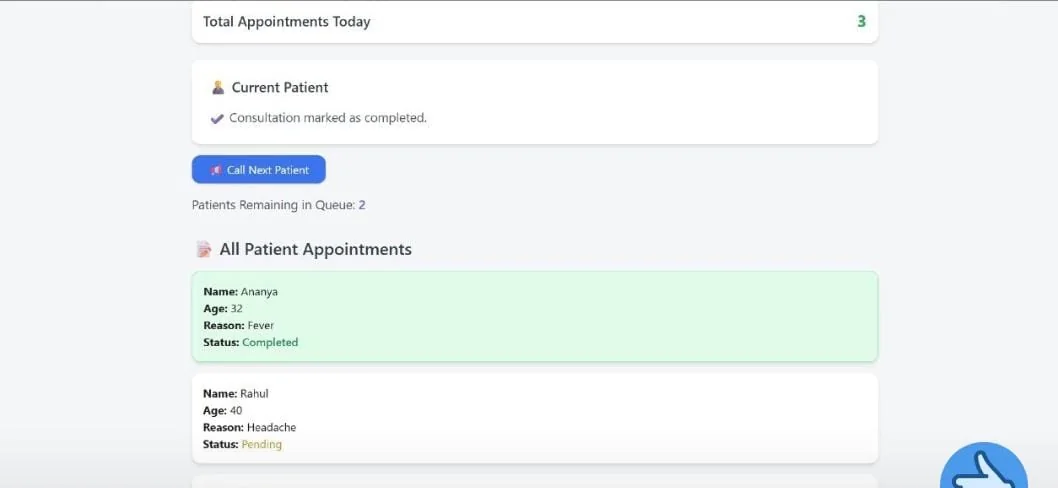 Total Appointments Today 3
Current Patient
Consultation marked as completed.
Call Next Patient
Patients Remaining in Queue: 2
All Patient Appointments
Name: Ananya
Age: 32
Reason: Fever
Status: Completed
Name: Rahul
Age: 40
Reason: Headache
Status: Pending